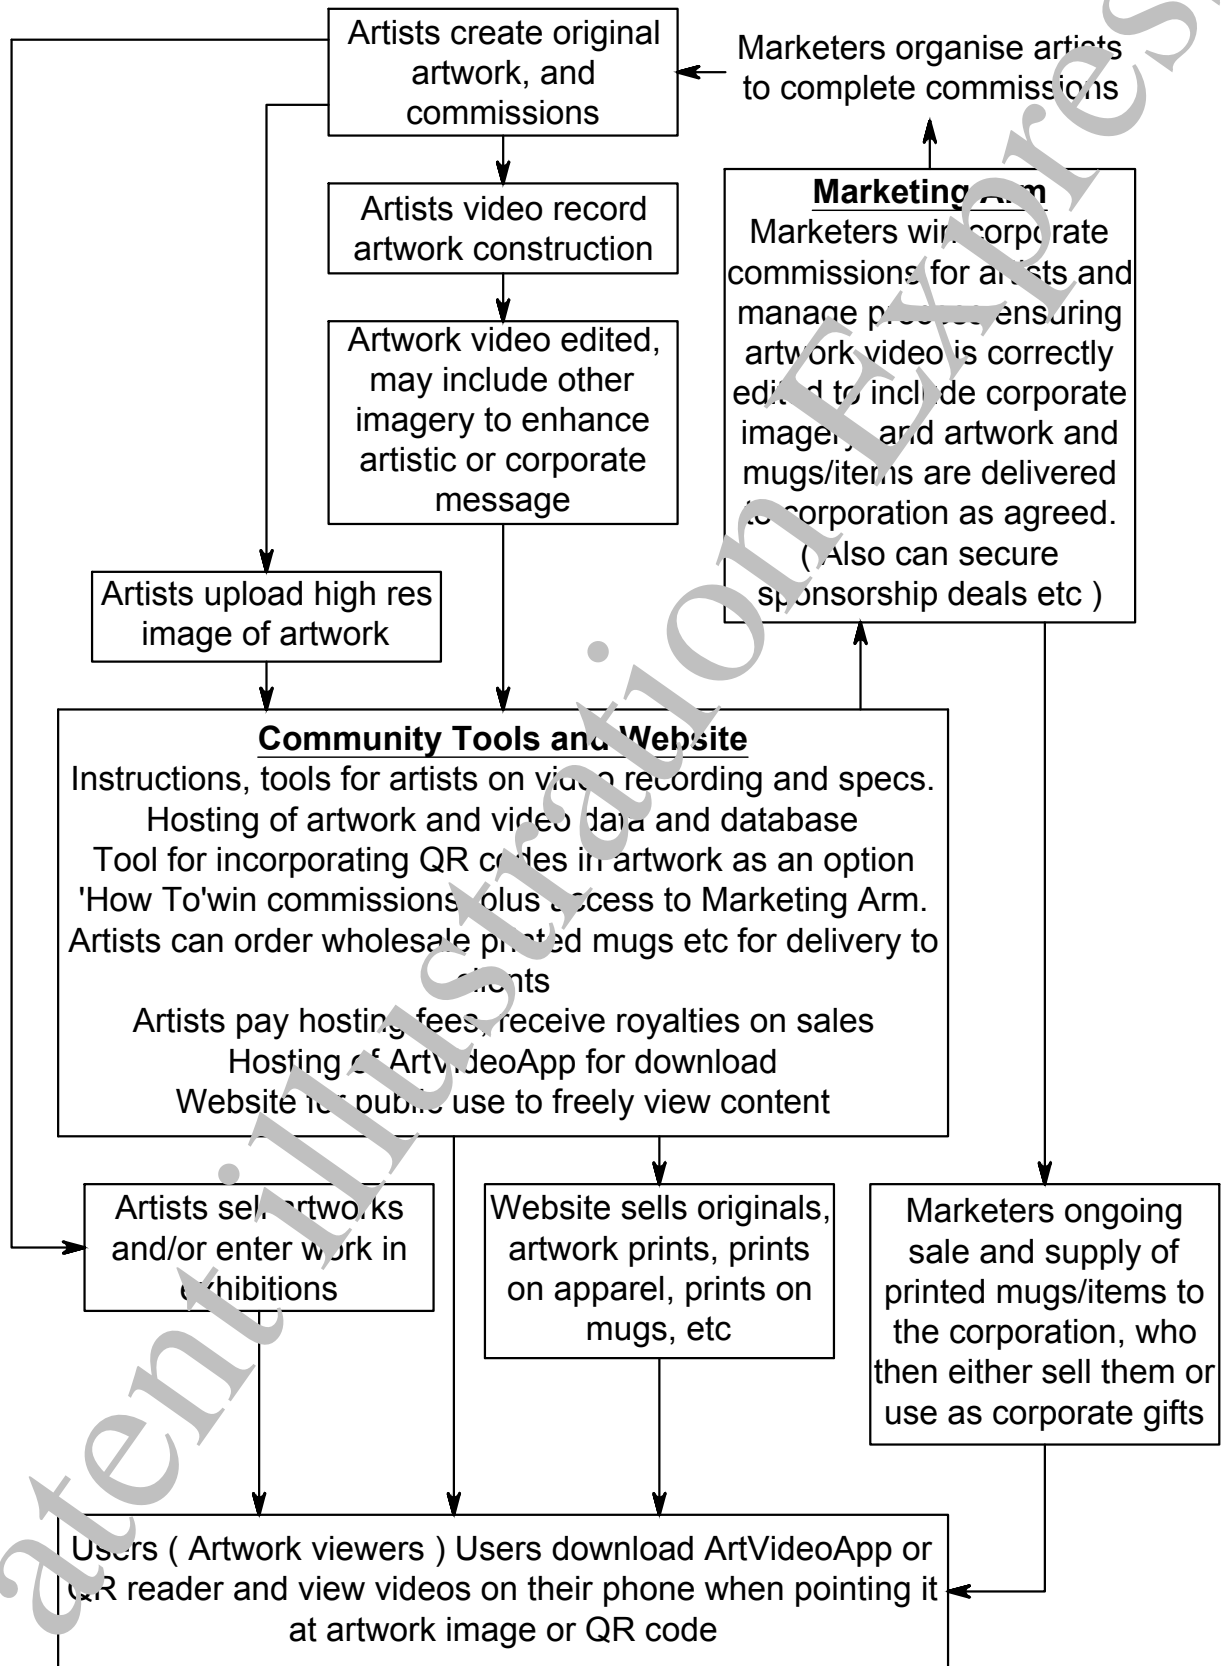 Artists create original
artwork, and
commissions
Marketers organise artists
to complete commissions
Artists video record
artwork construction
Marketing Arm
Marketers win corporate
commissions for artists and
manage process, ensuring
artwork video is correctly
edited to include corporate
imagery, and artwork and
mugs/items are delivered
to corporation as agreed.
( Also can secure
sponsorship deals etc )
Artwork video edited,
may include other
imagery to enhance
artistic or corporate
message
Artists upload high res
image of artwork
Community Tools and Website
Instructions, tools for artists on video recording and specs.
Hosting of artwork and video data and database
Tool for incorporating QR codes in artwork as an option
'How To'win commissions, plus access to Marketing Arm.
Artists can order wholesale printed mugs etc for delivery to
clients
Artists pay hosting fees, receive royalties on sales
Hosting of ArtVideoApp for download
Website for public use to freely view content
Artists sell artworks
and/or enter work in
exhibitions
Website sells originals,
artwork prints, prints
on apparel, prints on
mugs, etc
Marketers ongoing
sale and supply of
printed mugs/items to
the corporation, who
then either sell them or
use as corporate gifts
Users ( Artwork viewers ) Users download ArtVideoApp or
QR reader and view videos on their phone when pointing it
at artwork image or QR code
atent illustration Expres